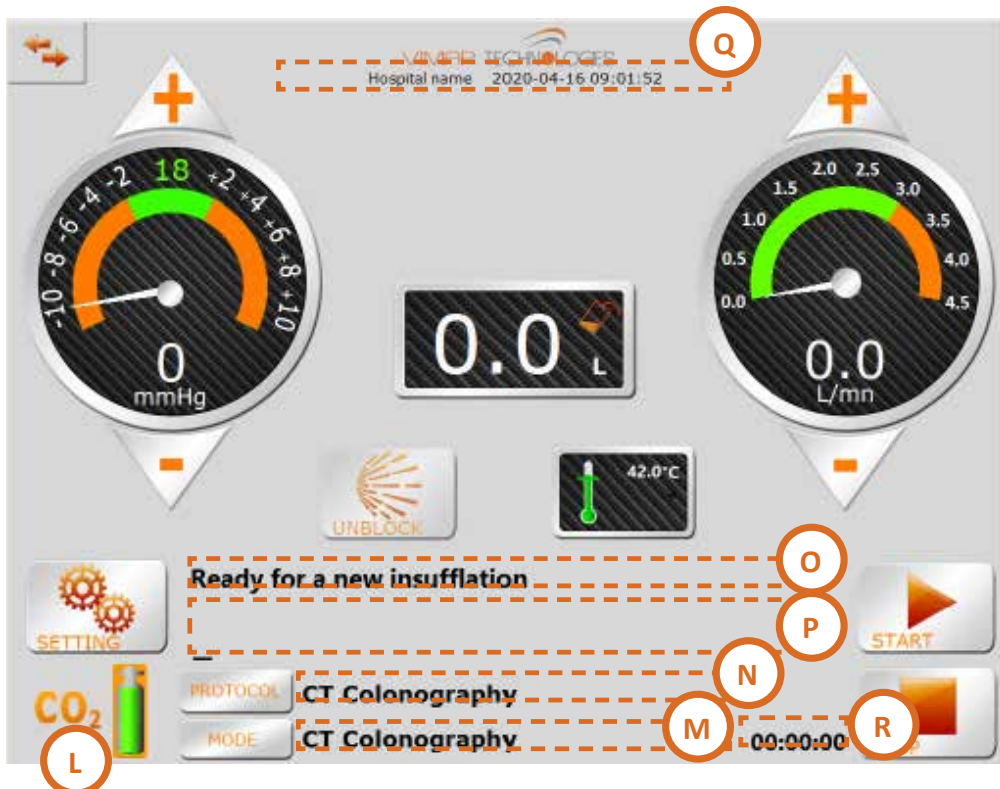 Q
VIMAP TECHNOLOGIES
Hospital name 2020-04-16 09:01:52
+
+
-10 -8 -6 -4 -2 18 +2 +4 +6 +8 +10
0
mmHg
-
0.0 L
0.0 0.5 1.0 1.5 2.0 2.5 3.0 3.5 4.0 4.5
0.0
L/mn
-
UNBLOCK
42.0°C
SETTING
Ready for a new insufflation
O
P
START
CO2
L
PROTOCOL
CT Colonography
N
MODE
CT Colonography
M
00:00:00
R